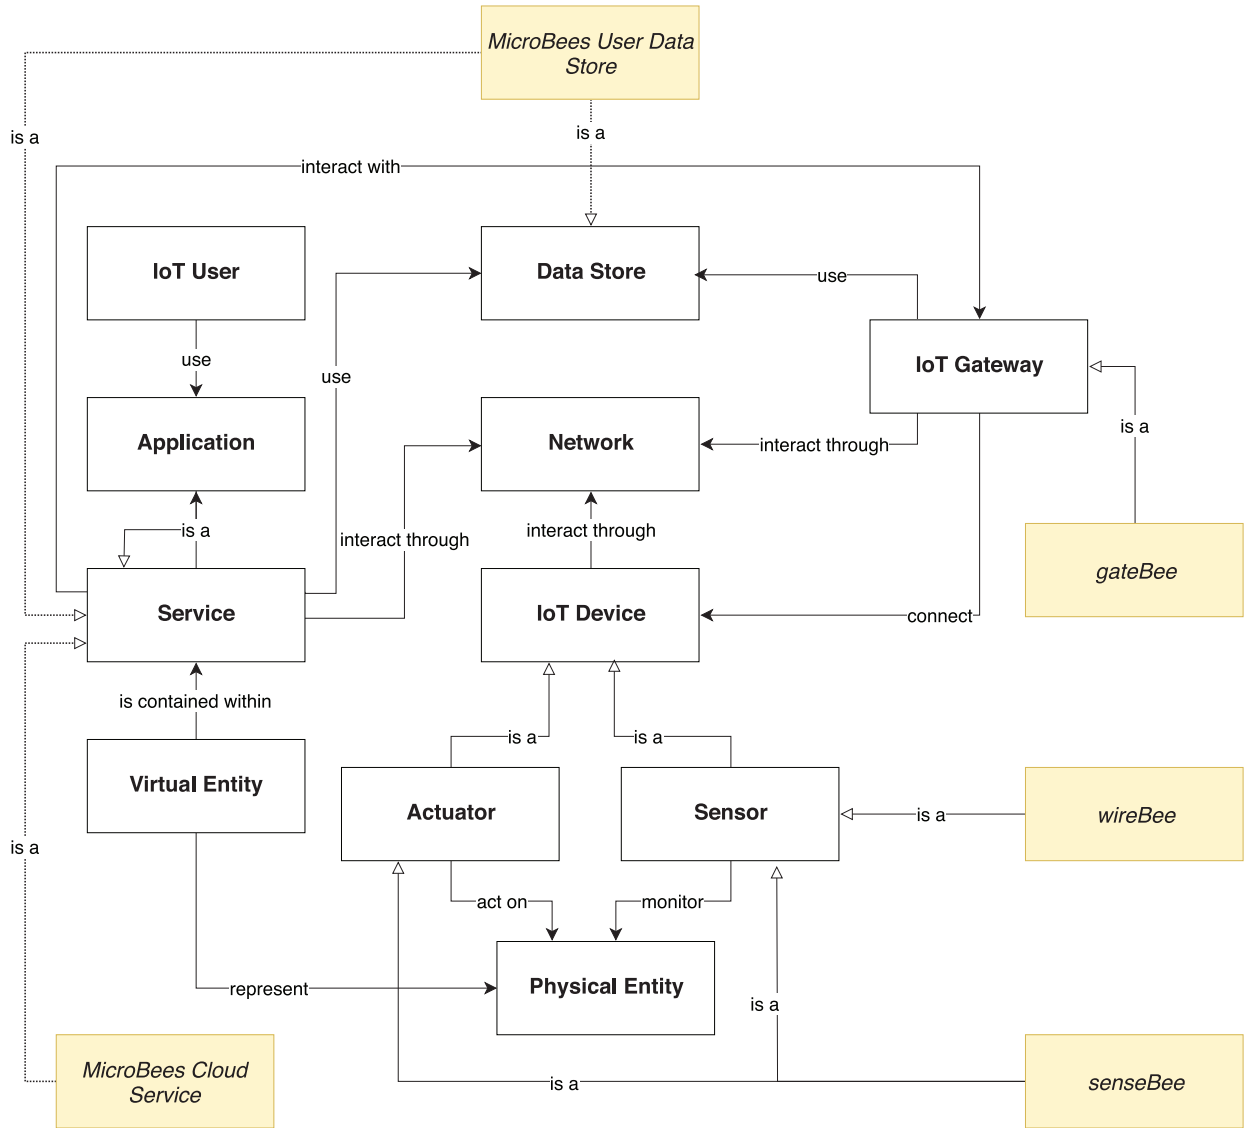 MicroBees User Data
Store
is a
is a
interact with
IoT User
Data Store
use
IoT Gateway
use
use
Application
Network
interact through
is a
is a
interact through
interact through
gateBee
Service
IoT Device
connect
is contained within
is a
is a
Virtual Entity
Actuator
Sensor
is a
wireBee
is a
act on
monitor
represent
Physical Entity
is a
MicroBees Cloud
Service
is a
senseBee